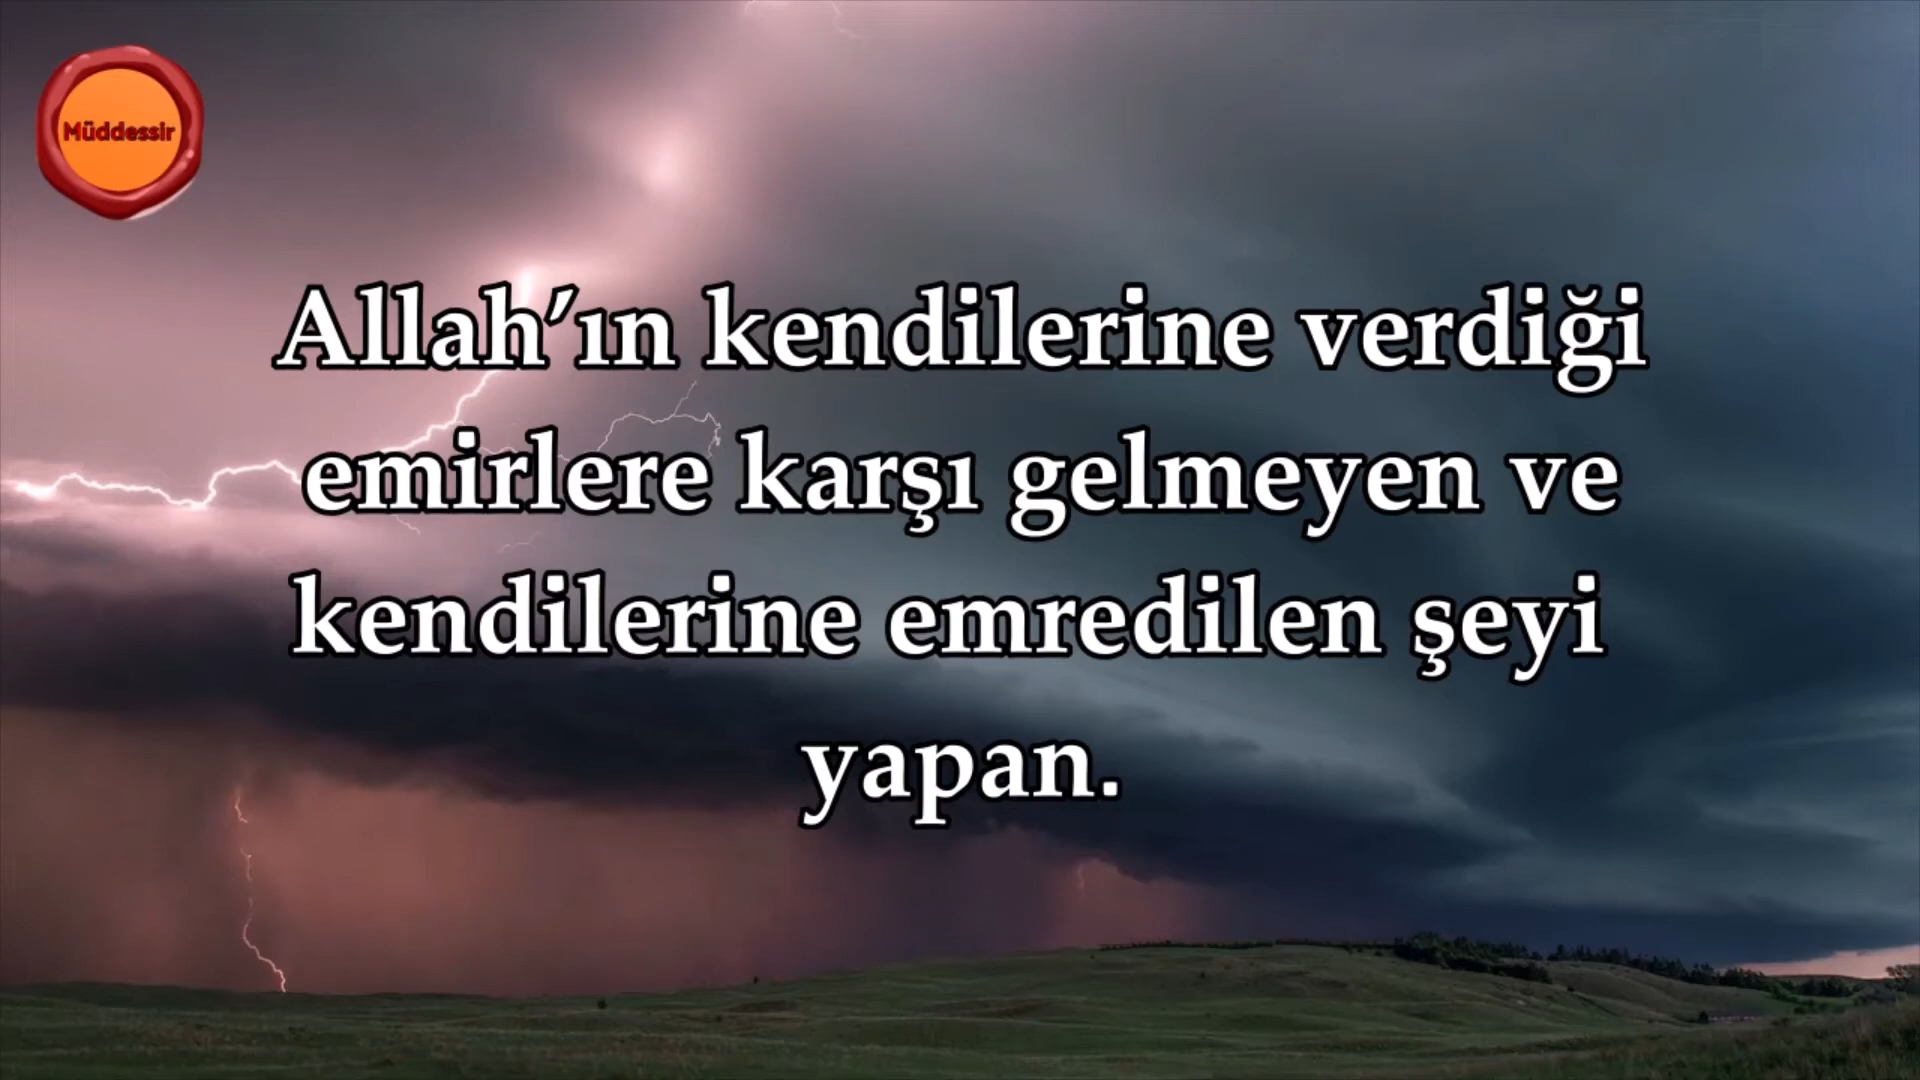 Müddessir
Allah’ın kendilerine verdiği
emirlere karşı gelmeyen ve
kendilerine emredilen şeyi
yapan.